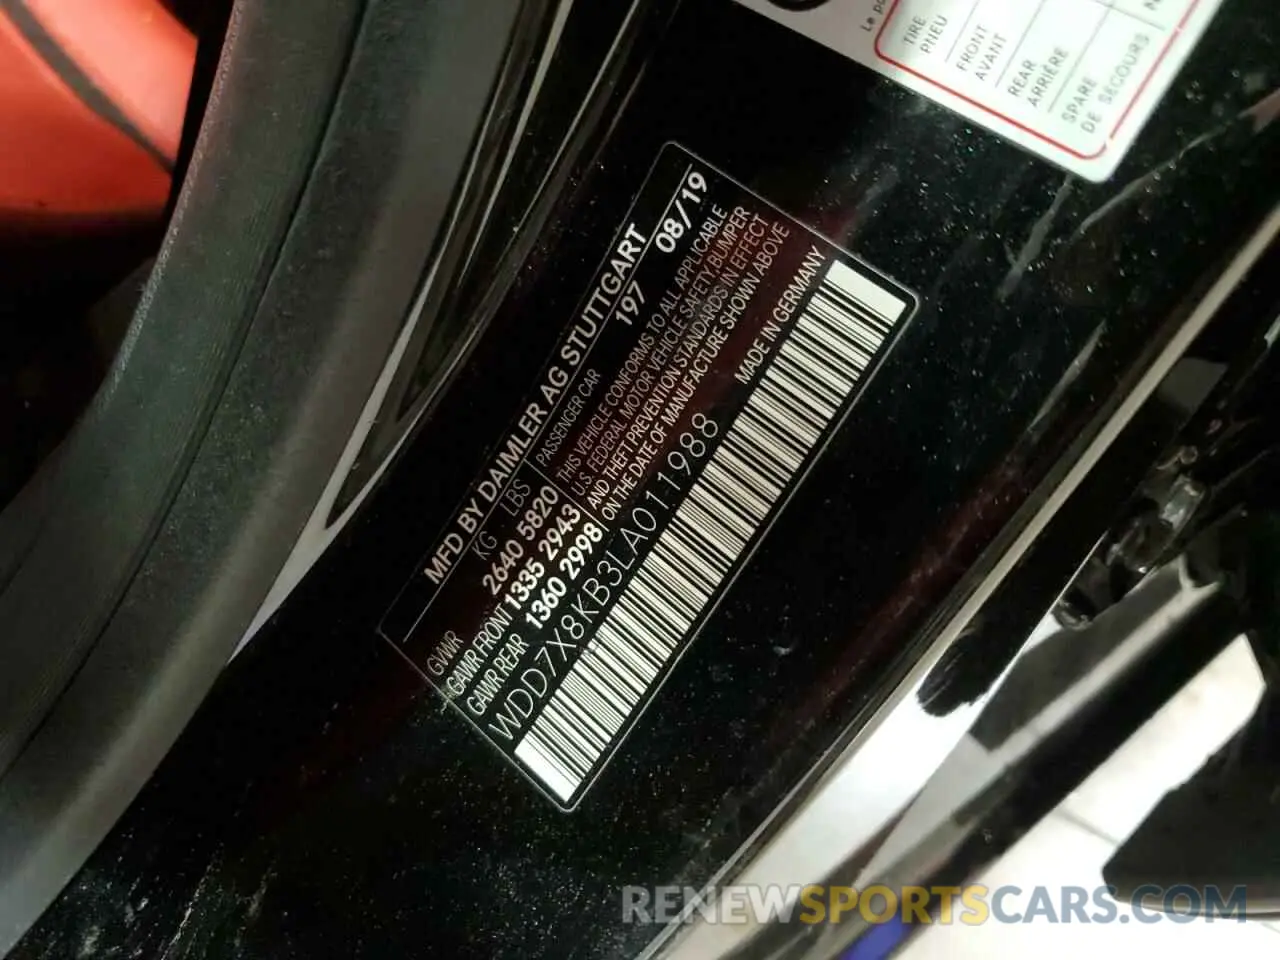 Le
TIRE
PNEU
FRONT
AVANT
REAR
ARRIÈRE
SPARE
DE SECOURS
MFD BY DAIMLER AG STUTTGART
KG LBS
197 08/19
GVWR 2640 5820
GAWR FRONT 1335 2943
GAWR REAR 1360 2998
PASSENGER CAR
THIS VEHICLE CONFORMS TO ALL APPLICABLE
U.S. FEDERAL MOTOR VEHICLE SAFETY, BUMPER
AND THEFT PREVENTION STANDARDS IN EFFECT
ON THE DATE OF MANUFACTURE SHOWN ABOVE
WDD7X8KB3LA011988
MADE IN GERMANY
RENEWSPORTSCARS.COM